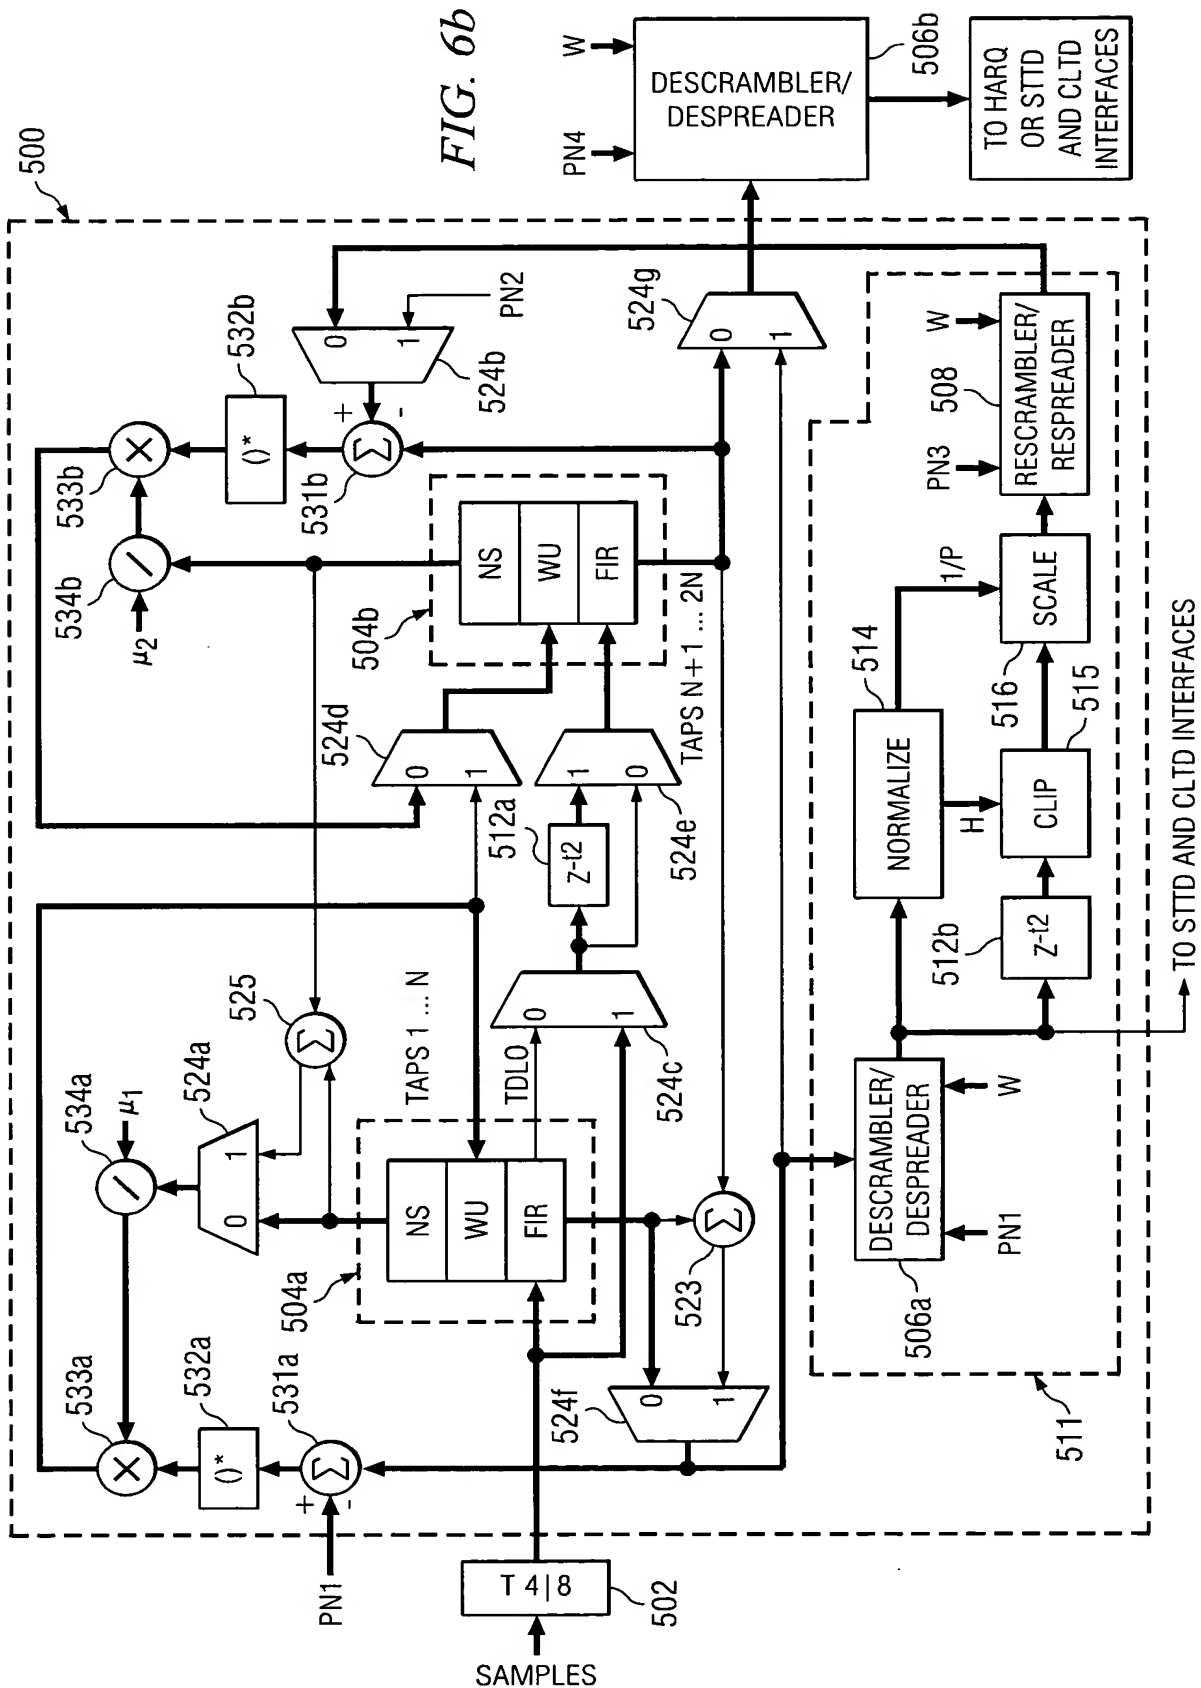 FIG. 6b
500
SAMPLES
T 4|8
502
PN1
+
-
Σ
531a
()*
532a
×
533a
/
534a
μ1
0
1
524a
Σ
525
504a
NS
WU
FIR
TAPS 1 ... N
TDLO
0
1
524c
Z-t2
512a
1
0
524e
0
1
524d
504b
NS
WU
FIR
TAPS N+1 ... 2N
μ2
/
534b
×
533b
()*
532b
+
-
Σ
531b
0
1
524b
PN2
Σ
523
0
1
524f
0
1
524g
PN4
W
DESCRAMBLER/
DESPREADER
506b
TO HARQ
OR STTD
AND CLTD
INTERFACES
511
DESCRAMBLER/
DESPREADER
506a
PN1
W
NORMALIZE
514
H
1/P
Z-t2
512b
CLIP
515
SCALE
516
PN3
508
W
RESCRAMBLER/
RESPREADER
TO STTD AND CLTD INTERFACES